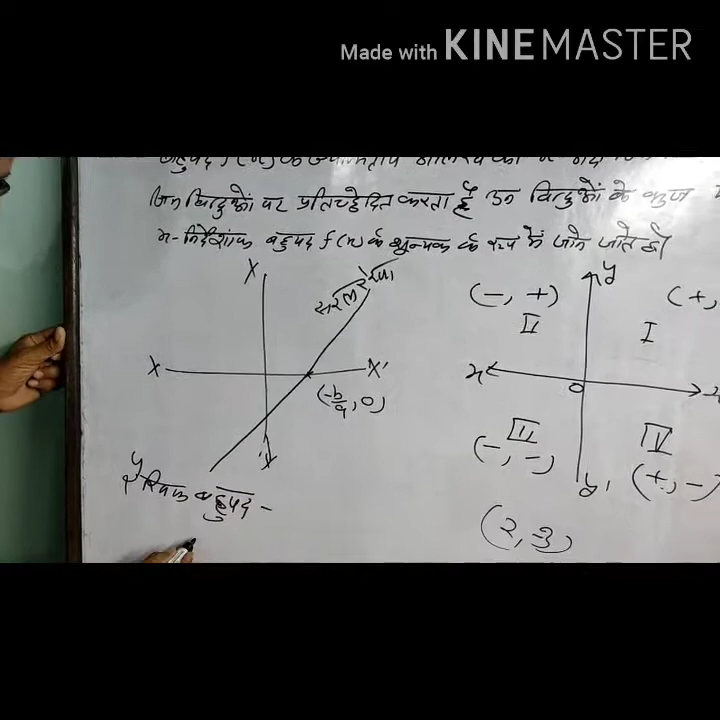 Made with KINEMASTER
जिन बिन्दुओं पर प्रतिच्छेदित करता है उन बिन्दुओं के भुज
x-निर्देशांक बहुपद f(x) के शून्यक के रूप में जाने जाते हैं।
X
सरल रेखा
X X'
(-b/a, 0)
y
रैखिक बहुपद -
y
(-, +) (+,
II I
x O x
III IV
(-, -) (+, -)
y'
(2, -3)